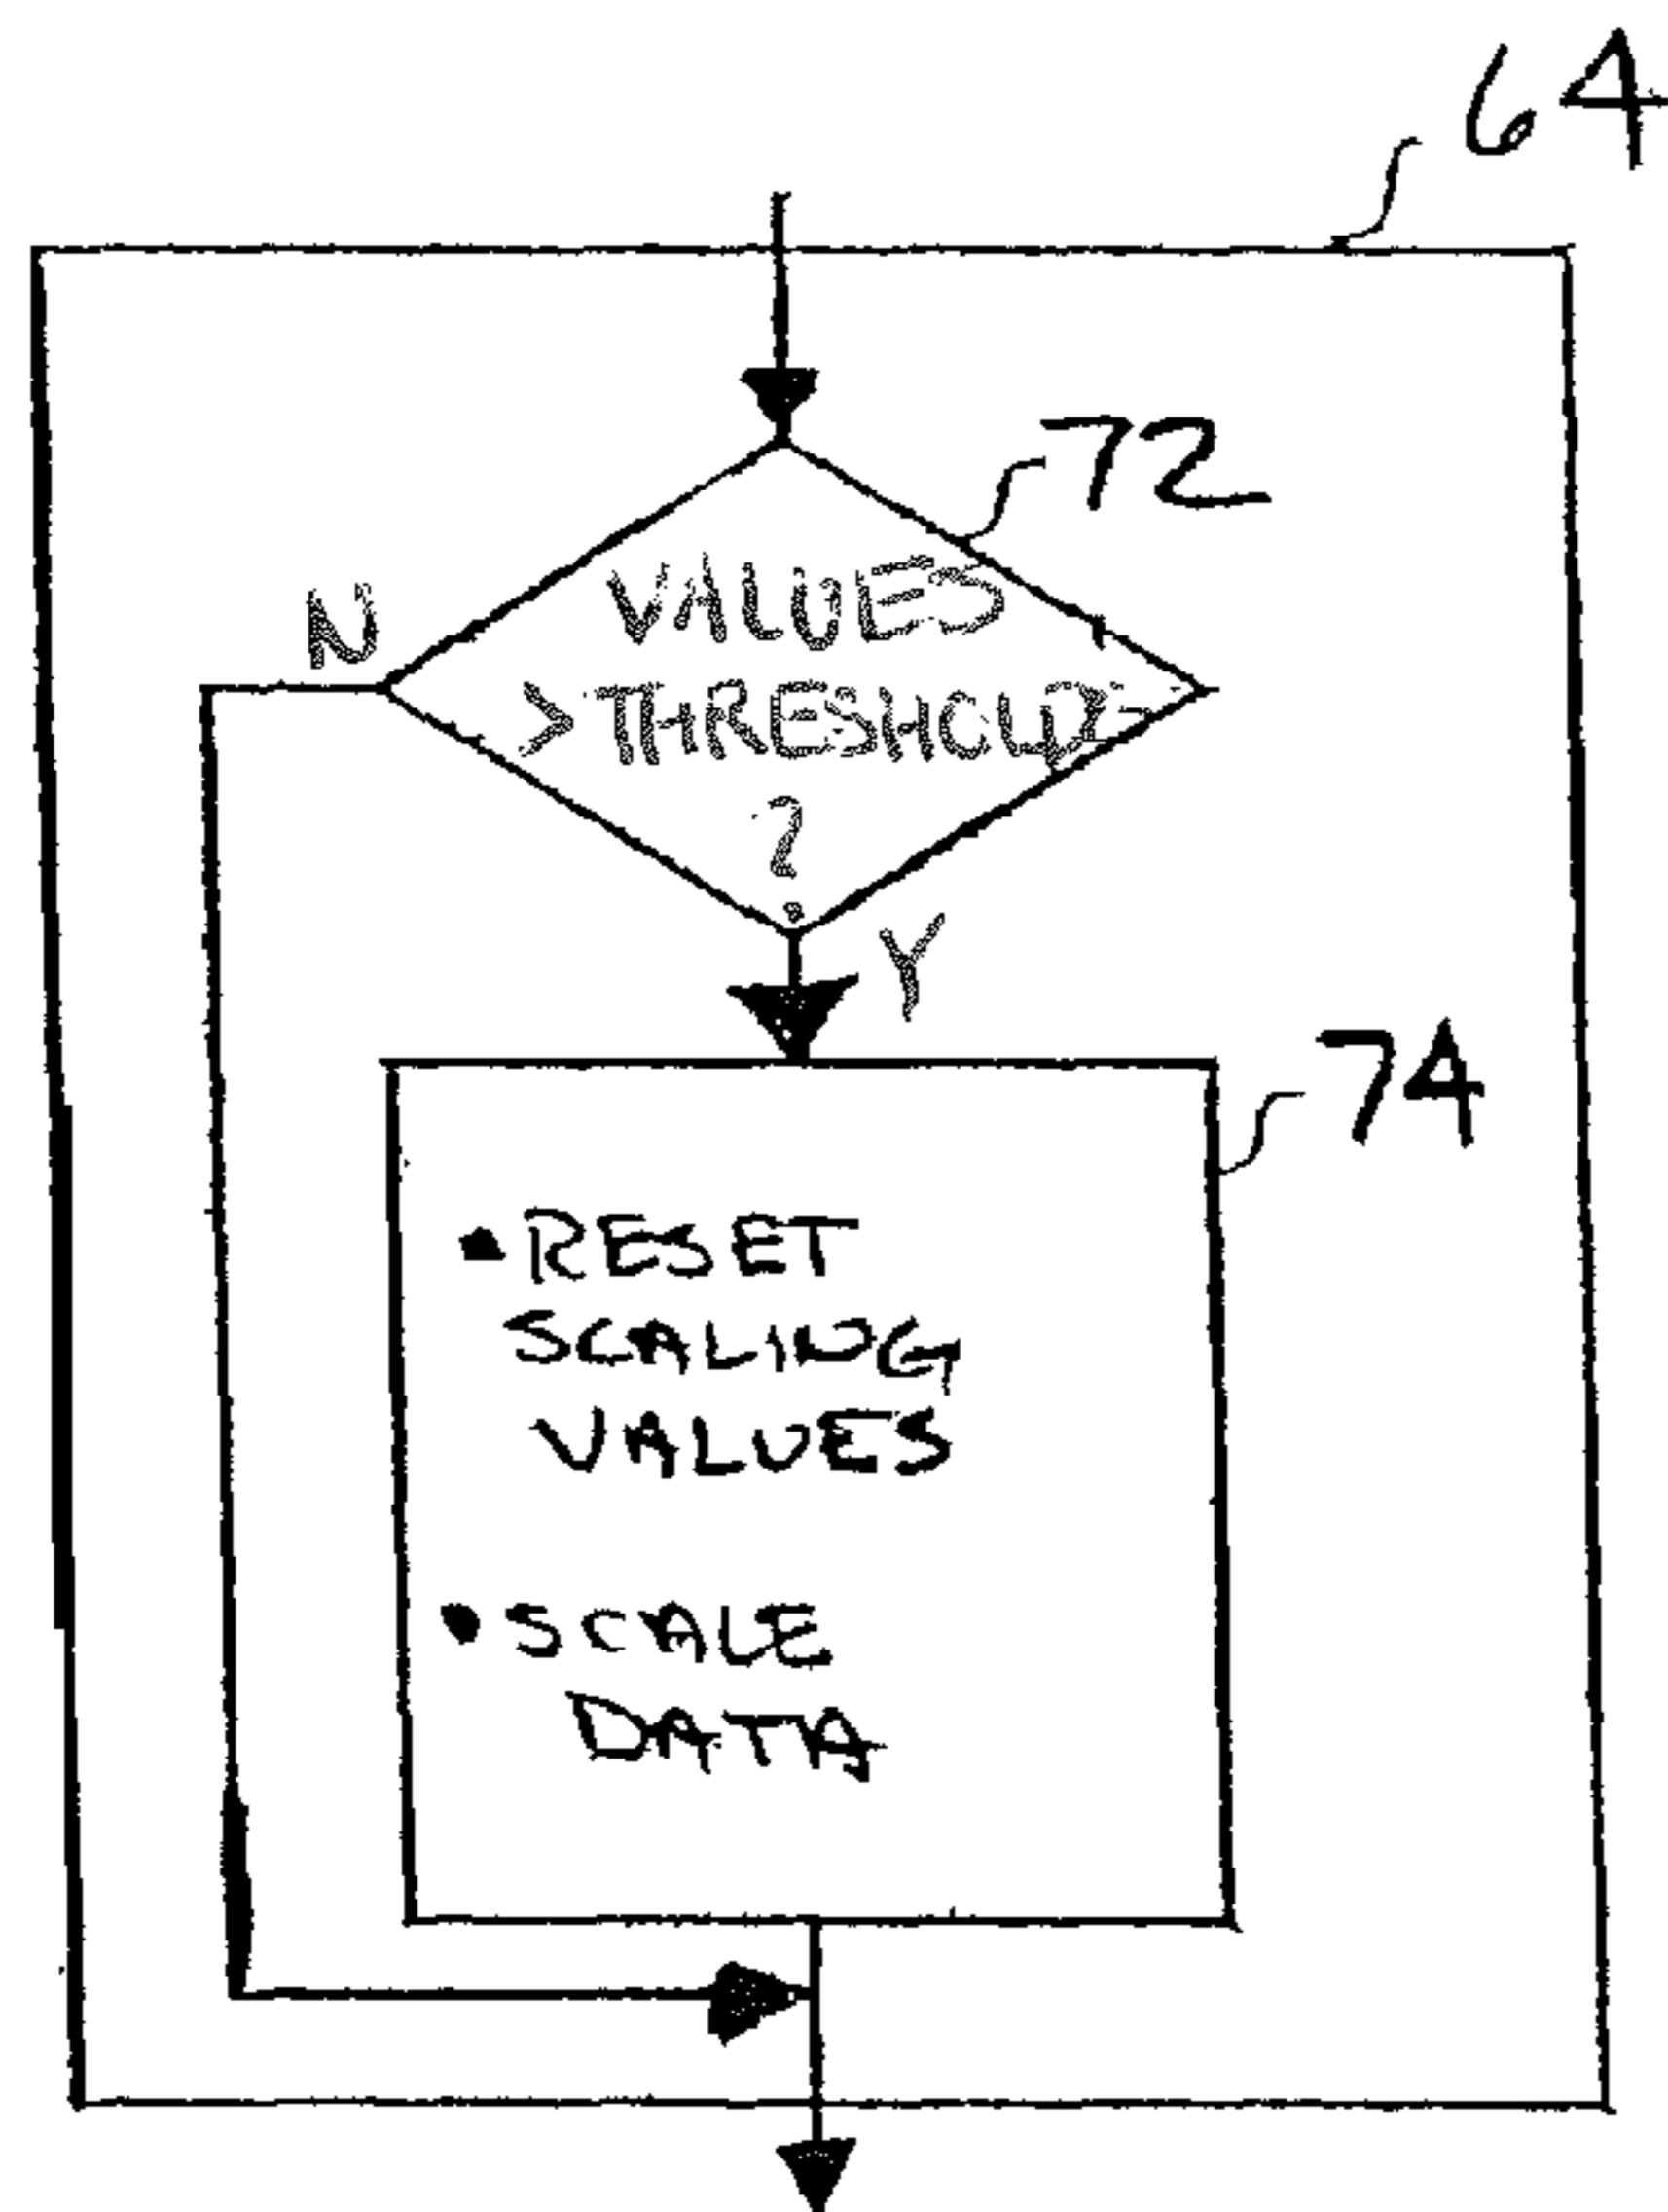 64
72
N
VALUES
>THRESHOLD
?
Y
74
• RESET
SCALING
VALUES
• SCALE
DATA